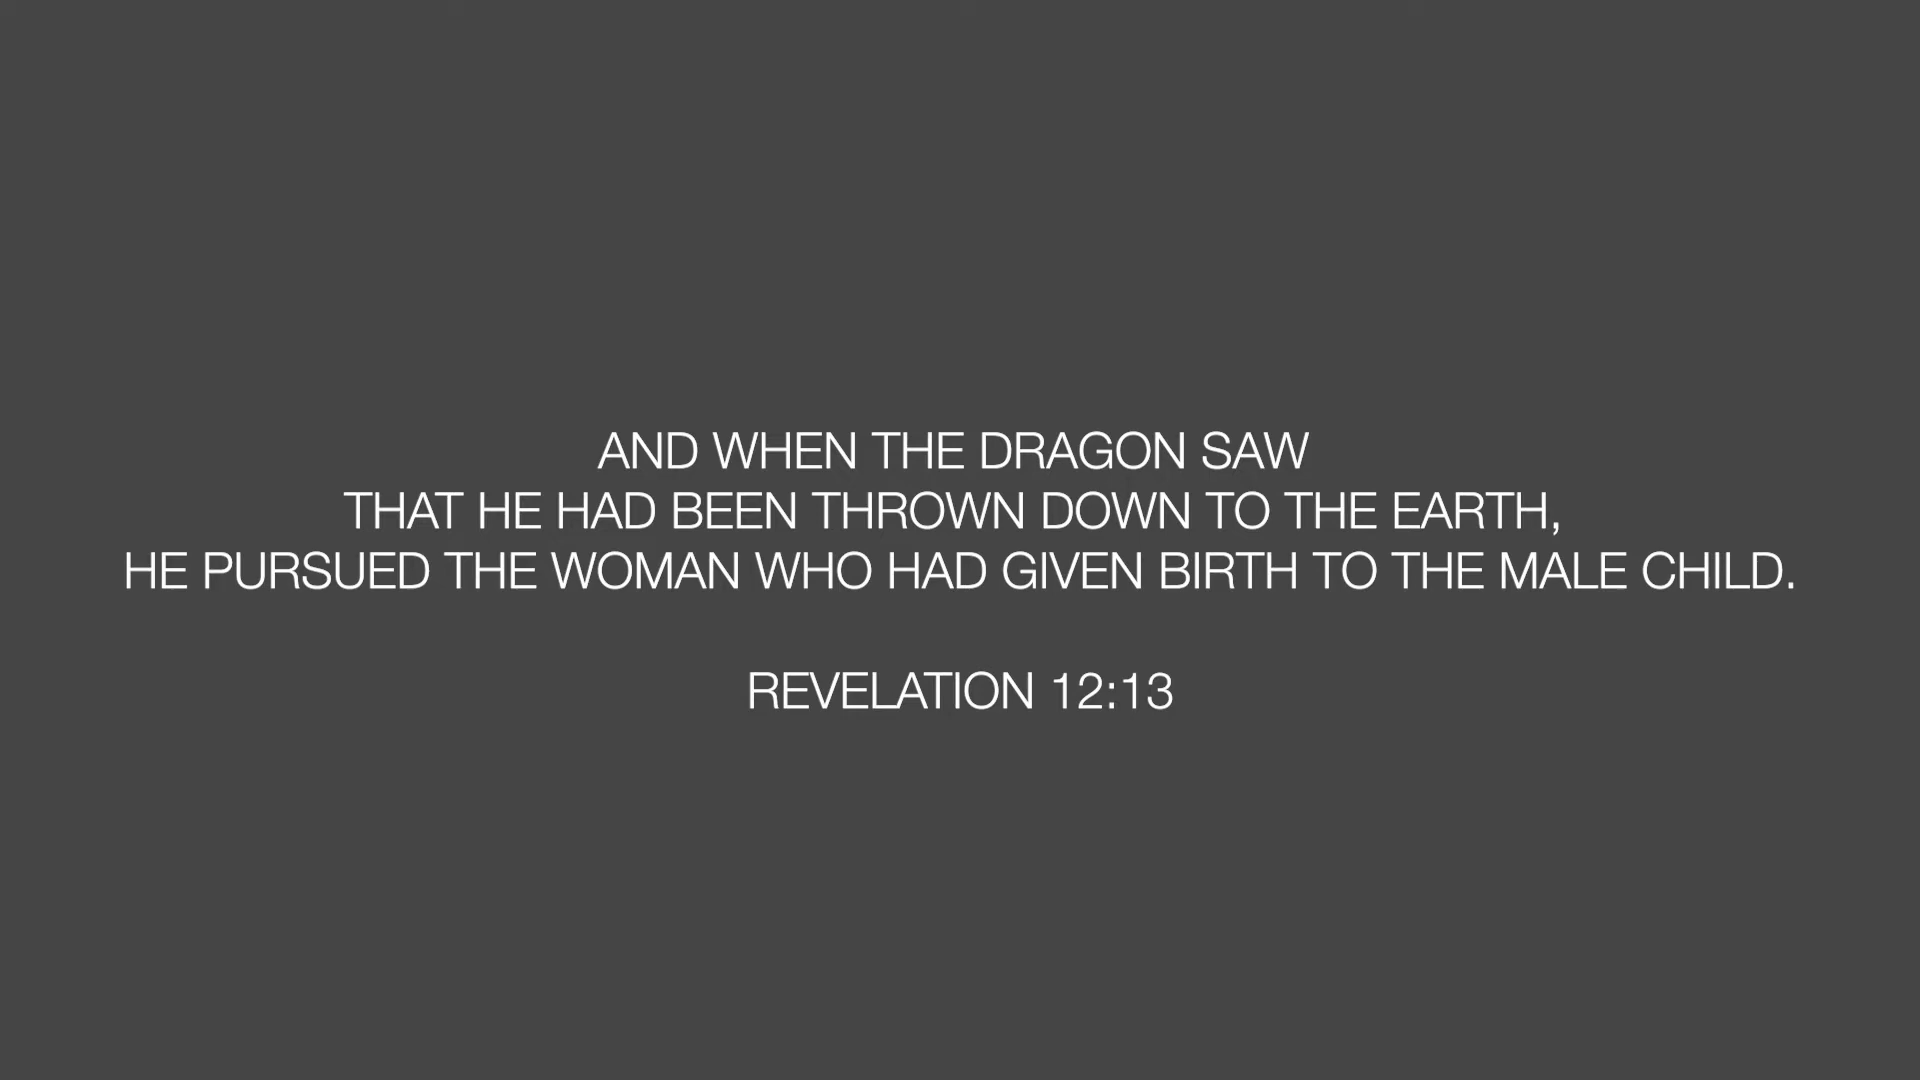 AND WHEN THE DRAGON SAW
THAT HE HAD BEEN THROWN DOWN TO THE EARTH,
HE PURSUED THE WOMAN WHO HAD GIVEN BIRTH TO THE MALE CHILD.
REVELATION 12:13